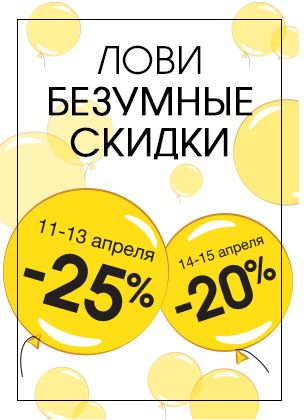 ЛОВИ
БЕЗУМНЫЕ
СКИДКИ
11-13 апреля
-25%
14-15 апреля
-20%